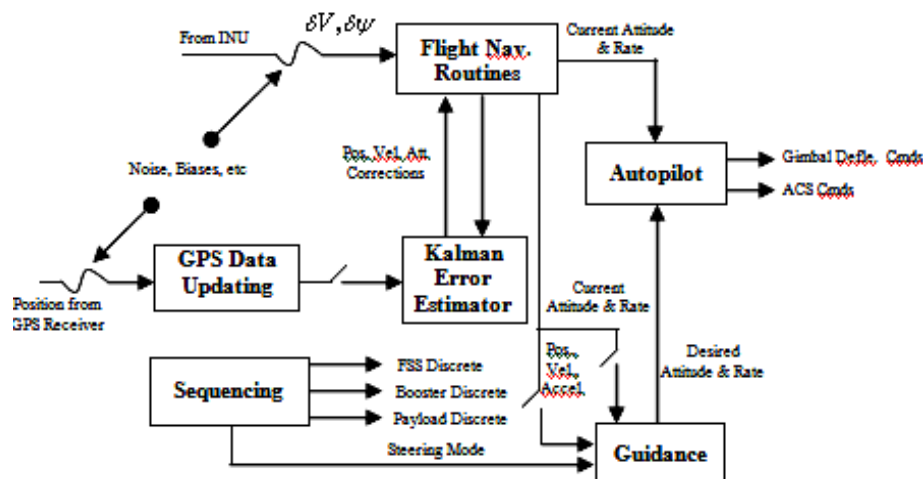 δV, δψ
From INU
Flight Nav.
Routines
Current Attitude
& Rate
Noise, Biases, etc
Pos, Vel, Att.
Corrections
Autopilot
Gimbal Defle. Cmds
ACS Cmds
GPS Data
Updating
Kalman
Error
Estimator
Position from
GPS Receiver
Current
Attitude & Rate
Pos.,
Vel.,
Accel.
Desired
Attitude & Rate
Sequencing
FSS Discrete
Booster Discrete
Payload Discrete
Steering Mode
Guidance